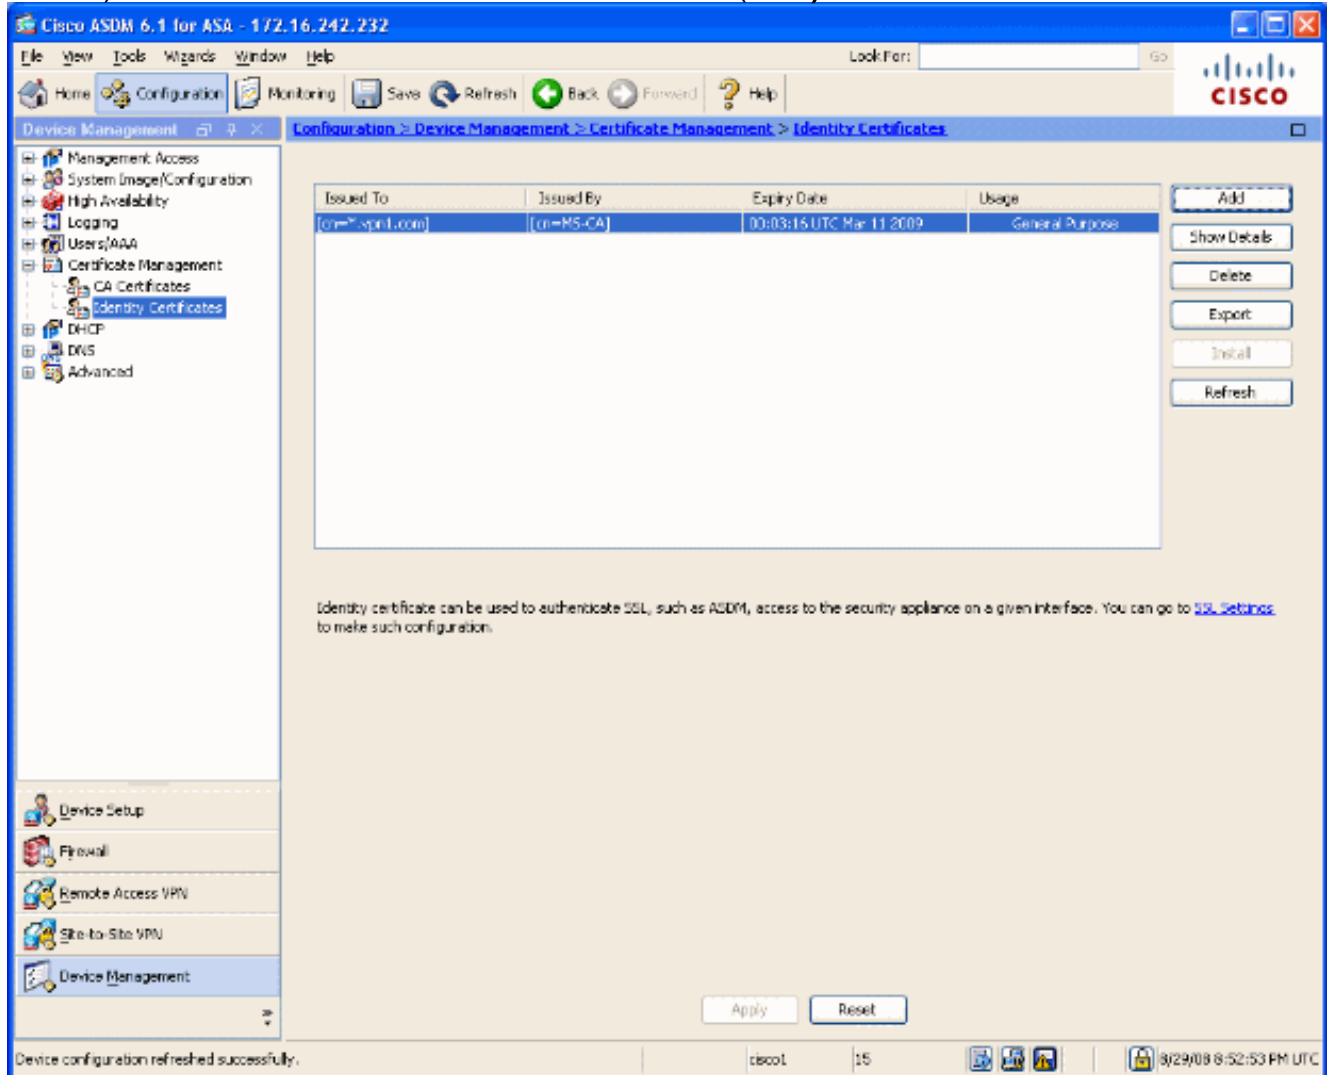 Cisco ASDM 6.1 for ASA - 172.16.242.232
File View Tools Wizards Window Help Look For: Go
Home Configuration Monitoring Save Refresh Back Forward Help
CISCO
Device Management
Configuration > Device Management > Certificate Management > Identity Certificates
Management Access
System Image/Configuration
High Availability
Logging
Users/AAA
Certificate Management
CA Certificates
Identity Certificates
DHCP
DNS
Advanced
Issued To Issued By Expiry Date Usage
[cn=*.vpn1.com] [cn=MS-CA] 00:03:16 UTC Mar 11 2009 General Purpose
Add
Show Details
Delete
Export
Install
Refresh
Identity certificate can be used to authenticate SSL, such as ASDM, access to the security appliance on a given interface. You can go to SSL Settings
to make such configuration.
Device Setup
Firewall
Remote Access VPN
Site-to-Site VPN
Device Management
Apply Reset
Device configuration refreshed successfully. cisco1 15 8/29/08 8:52:53 PM UTC